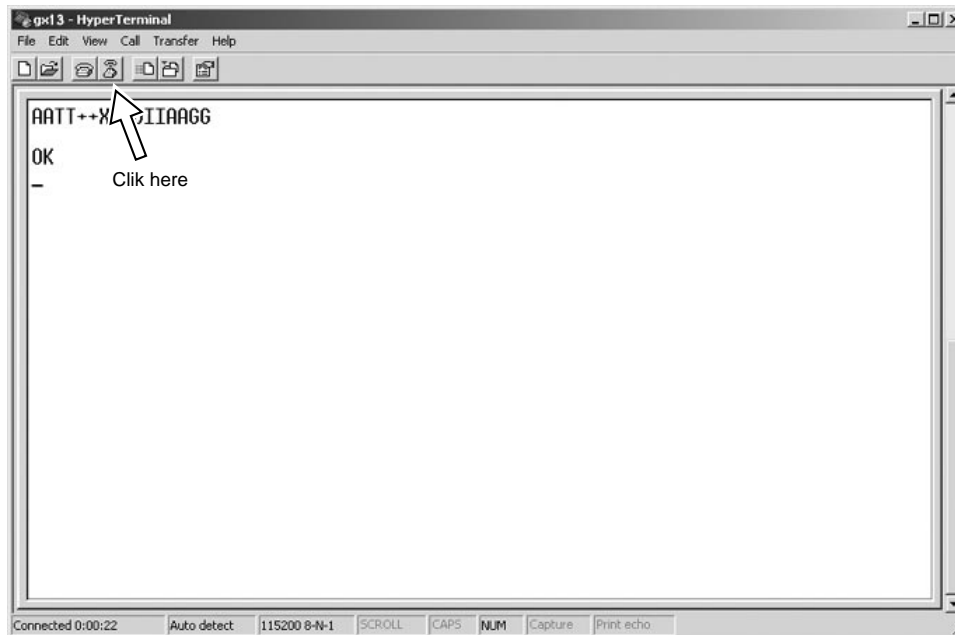 gx13 - HyperTerminal
File Edit View Call Transfer Help
AATT++X IIAAGG
OK
Clik here
Connected 0:00:22 Auto detect 115200 8-N-1 SCROLL CAPS NUM Capture Print echo